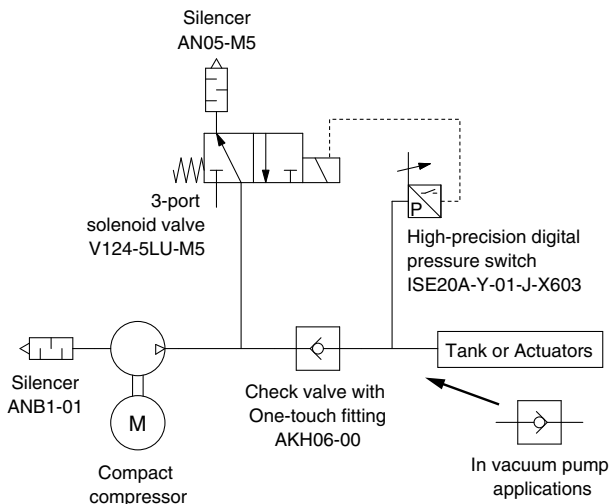 Silencer
AN05-M5
3-port
solenoid valve
V124-5LU-M5
P
High-precision digital
pressure switch
ISE20A-Y-01-J-X603
Tank or Actuators
Silencer
ANB1-01
M
Compact
compressor
Check valve with
One-touch fitting
AKH06-00
In vacuum pump
applications